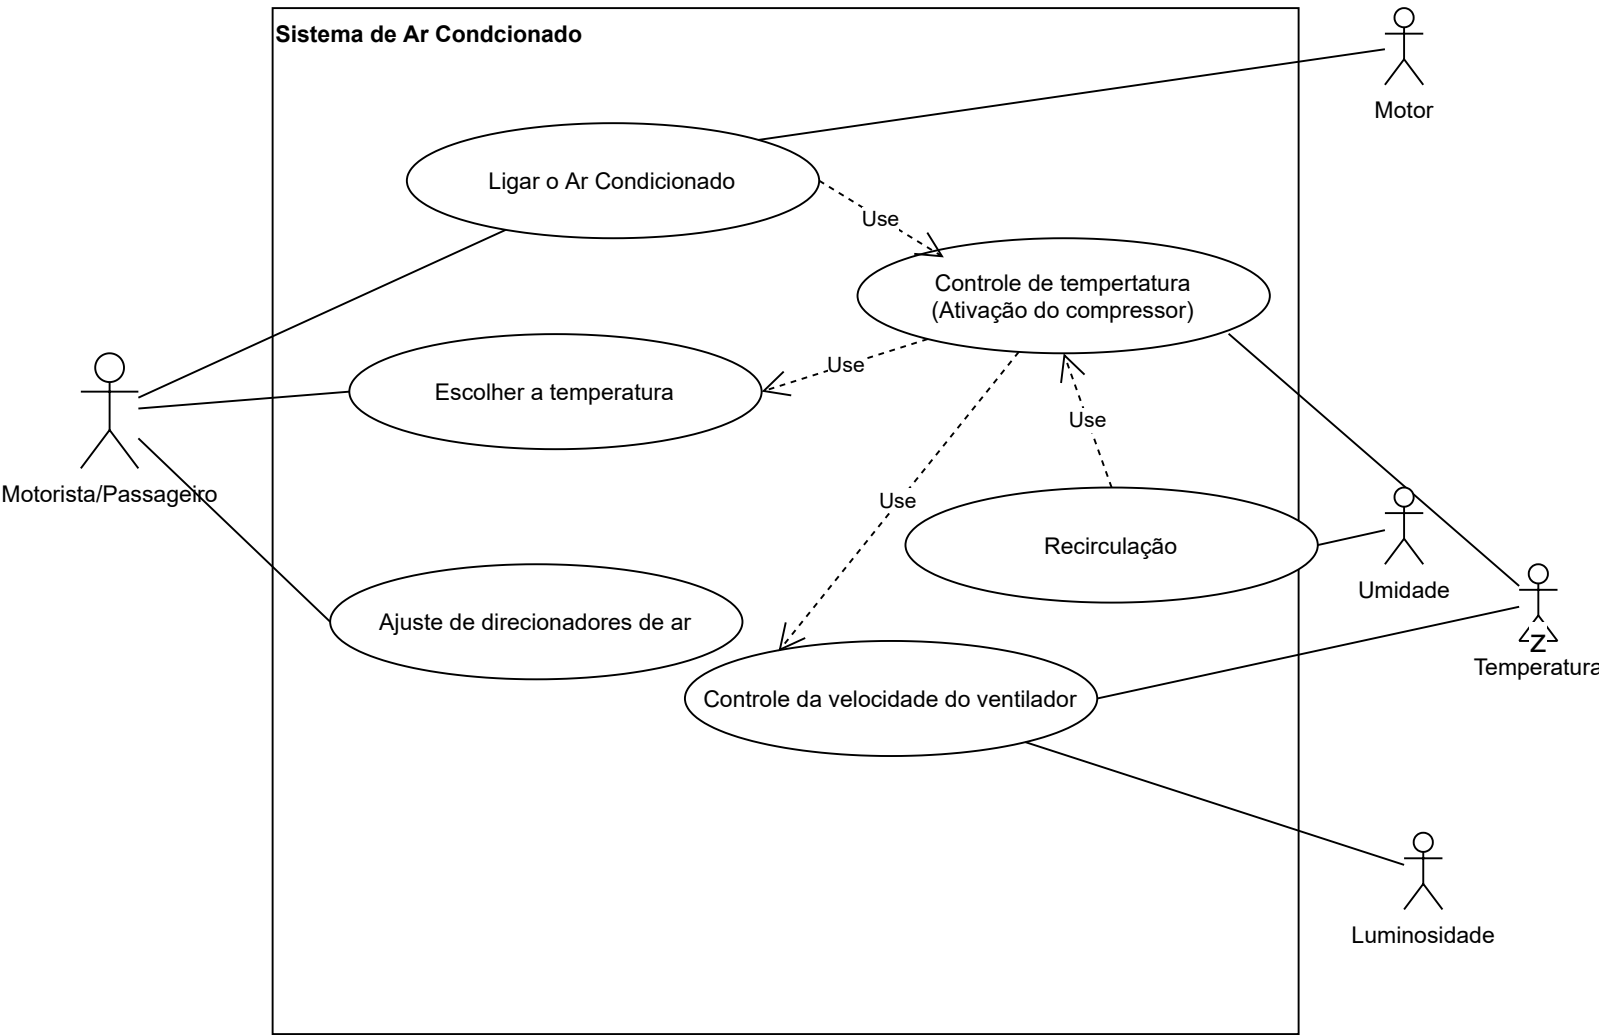 Sistema de Ar Condcionado
Motor
Ligar o Ar Condicionado
Use
Controle de tempertatura
(Ativação do compressor)
Use
Escolher a temperatura
Use
Motorista/Passageiro
Use
Recirculação
Umidade
Ajuste de direcionadores de ar
z
Temperatura
Controle da velocidade do ventilador
Luminosidade